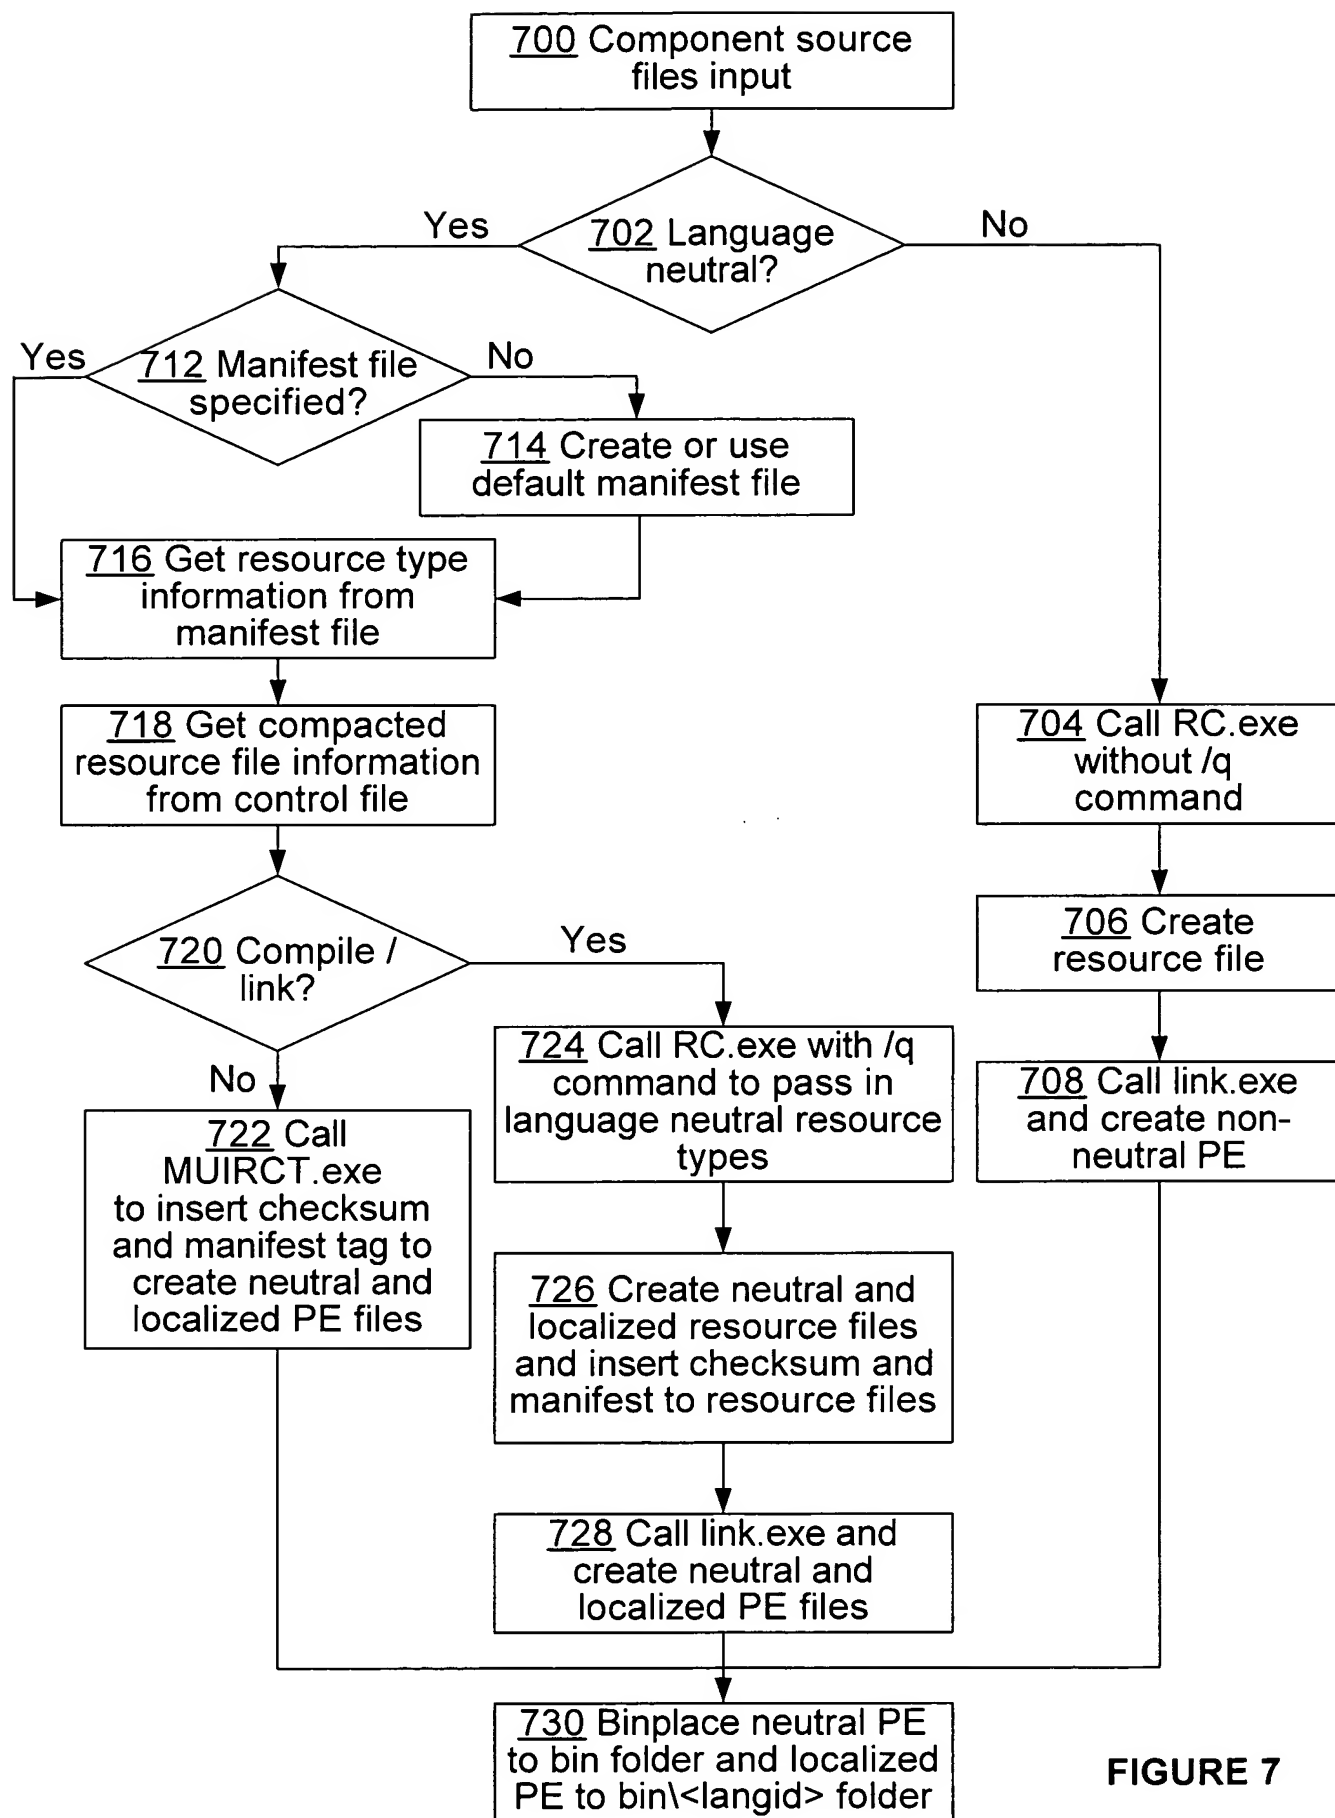 700 Component source
files input
Yes
702 Language
neutral?
No
Yes
712 Manifest file
specified?
No
714 Create or use
default manifest file
716 Get resource type
information from
manifest file
718 Get compacted
resource file information
from control file
704 Call RC.exe
without /q
command
720 Compile /
link?
Yes
706 Create
resource file
No
724 Call RC.exe with /q
command to pass in
language neutral resource
types
708 Call link.exe
and create non-
neutral PE
722 Call
MUIRCT.exe
to insert checksum
and manifest tag to
create neutral and
localized PE files
726 Create neutral and
localized resource files
and insert checksum and
manifest to resource files
728 Call link.exe and
create neutral and
localized PE files
730 Binplace neutral PE
to bin folder and localized
PE to bin\<langid> folder
FIGURE 7